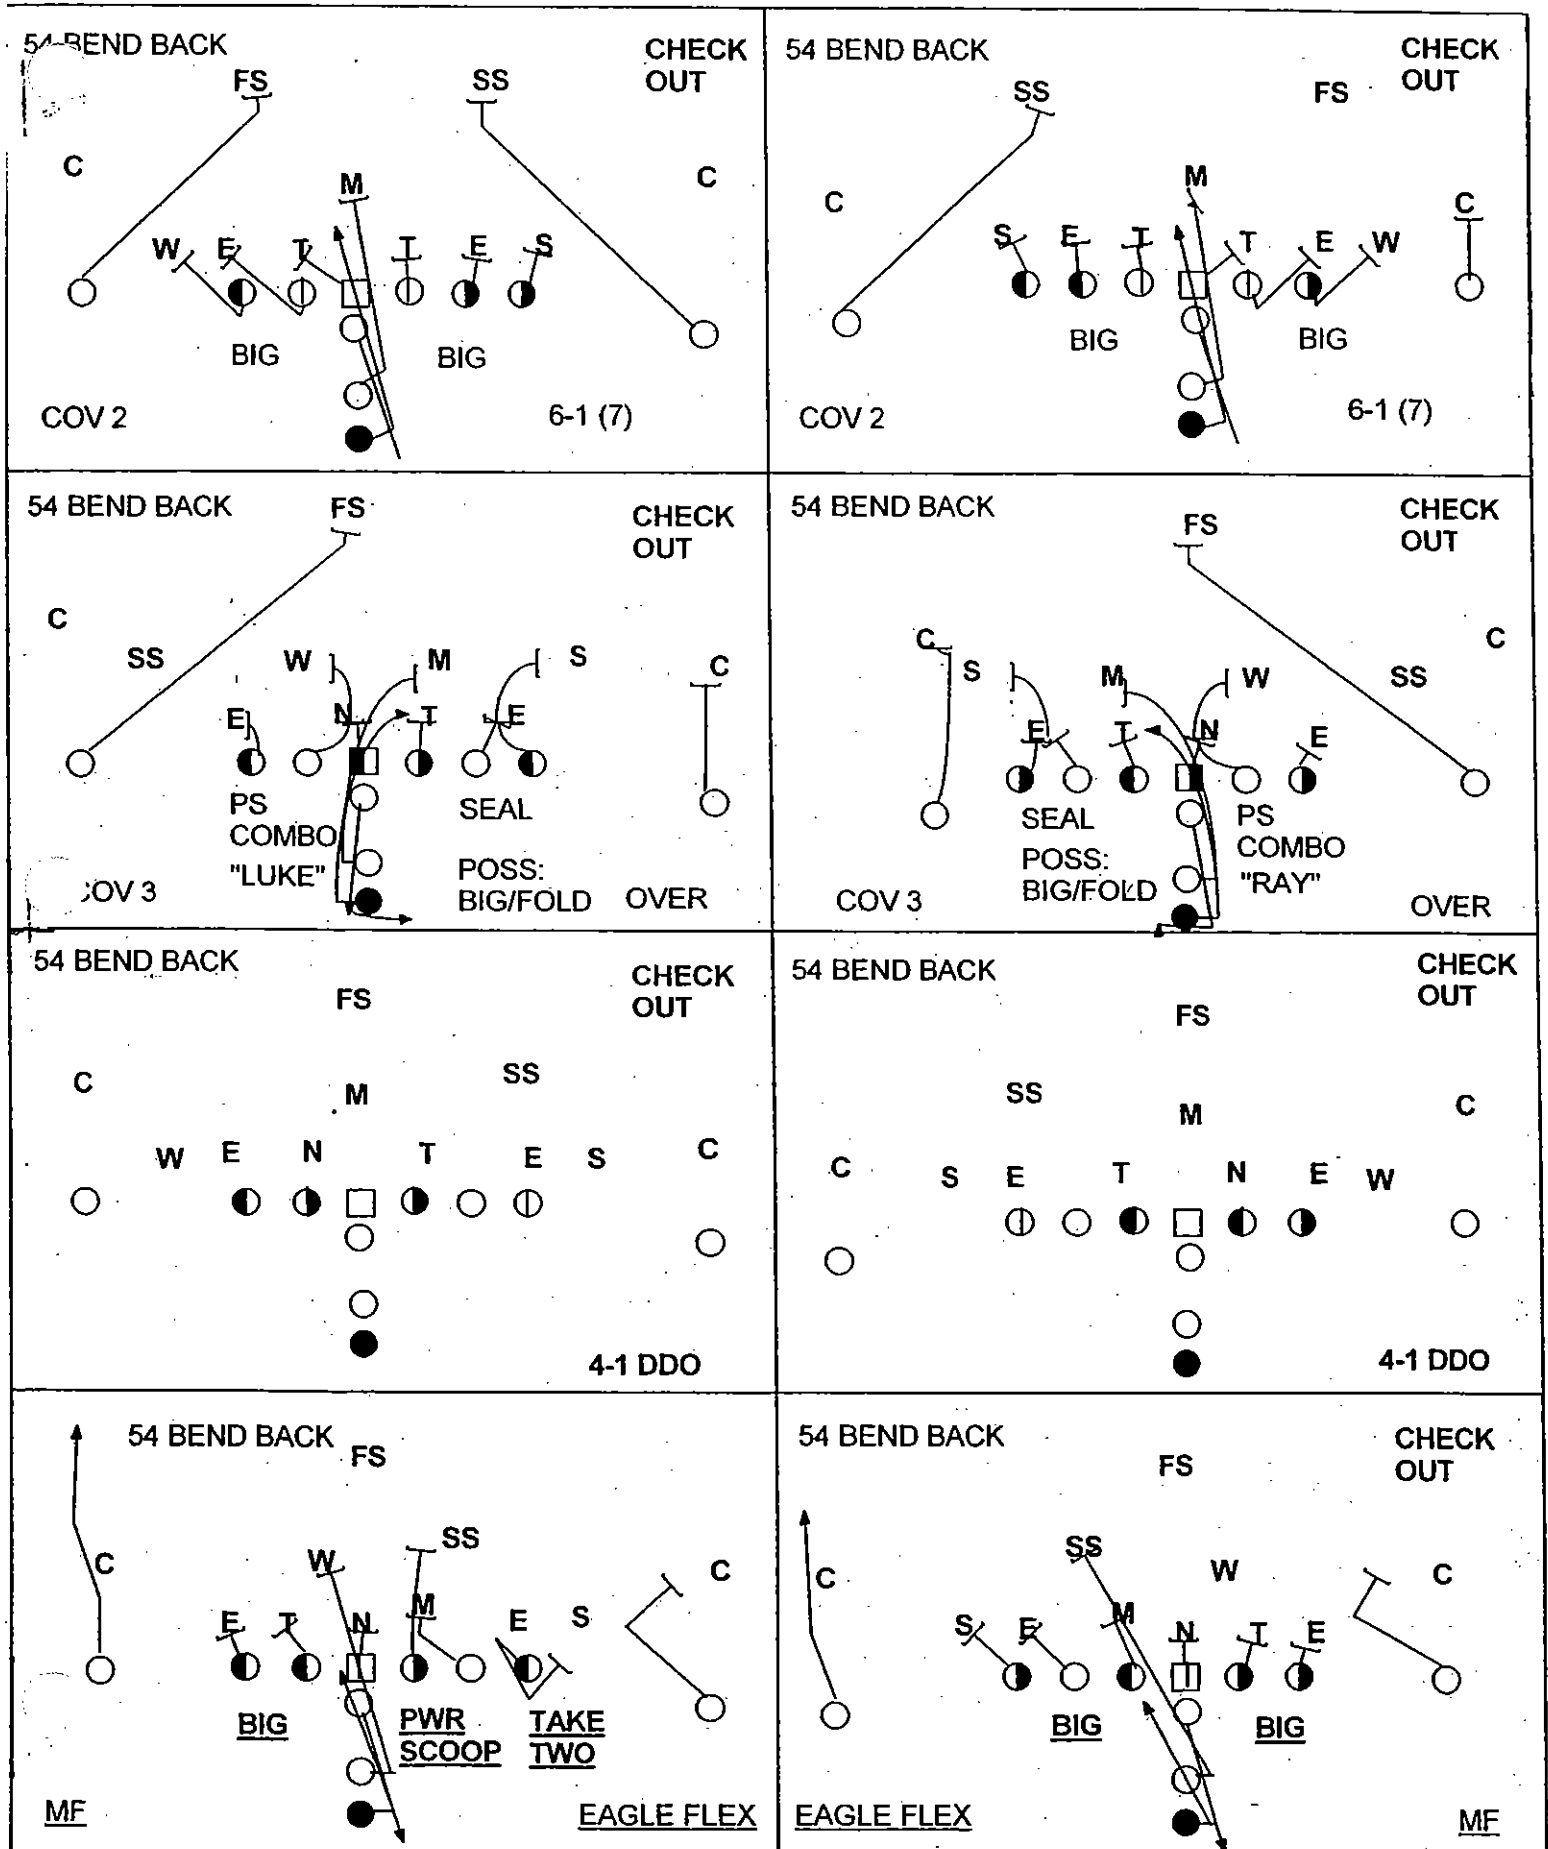 54 BEND BACK
CHECK
OUT
FS
SS
C
C
M
W E T T E S
BIG
BIG
COV 2
6-1 (7)
54 BEND BACK
CHECK
OUT
SS
FS
C
M
C
S E T T E W
BIG
BIG
COV 2
6-1 (7)
54 BEND BACK
FS
CHECK
OUT
C
SS
W
M
S
C
E N T E
PS
COMBO
"LUKE"
SEAL
POSS:
BIG/FOLD
COV 3
OVER
54 BEND BACK
FS
CHECK
OUT
C
S
M
W
SS
C
E T N E
SEAL
POSS:
BIG/FOLD
PS
COMBO
"RAY"
COV 3
OVER
54 BEND BACK
CHECK
OUT
FS
C
M
SS
W E N T E S C
4-1 DDO
54 BEND BACK
CHECK
OUT
FS
SS
M
C
C S E T N E W
4-1 DDO
54 BEND BACK
FS
C
W
SS
C
E T N M E S
BIG
PWR
SCOOP
TAKE
TWO
MF
EAGLE FLEX
54 BEND BACK
CHECK
OUT
FS
C
SS
W
C
S E M N T E
BIG
BIG
EAGLE FLEX
MF